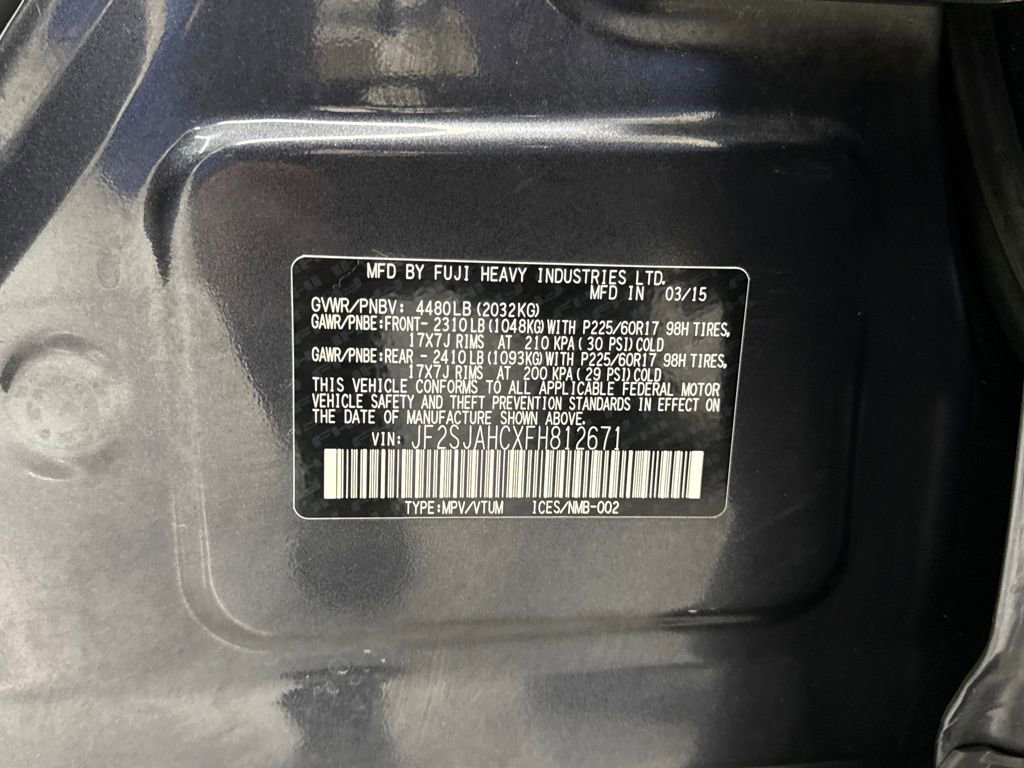 MFD BY FUJI HEAVY INDUSTRIES LTD.
MFD IN 03/15
GVWR/PNBV: 4480LB (2032KG)
GAWR/PNBE:FRONT- 2310LB (1048KG) WITH P225/60R17 98H TIRES,
17X7J RIMS AT 210 KPA ( 30 PSI) COLD
GAWR/PNBE:REAR - 2410LB (1093KG) WITH P225/60R17 98H TIRES,
17X7J RIMS AT 200 KPA ( 29 PSI) COLD
THIS VEHICLE CONFORMS TO ALL APPLICABLE FEDERAL MOTOR
VEHICLE SAFETY AND THEFT PREVENTION STANDARDS IN EFFECT ON
THE DATE OF MANUFACTURE SHOWN ABOVE.
VIN: JF2SJAHCXFH812671
TYPE:MPV/VTUM ICES/NMB-002